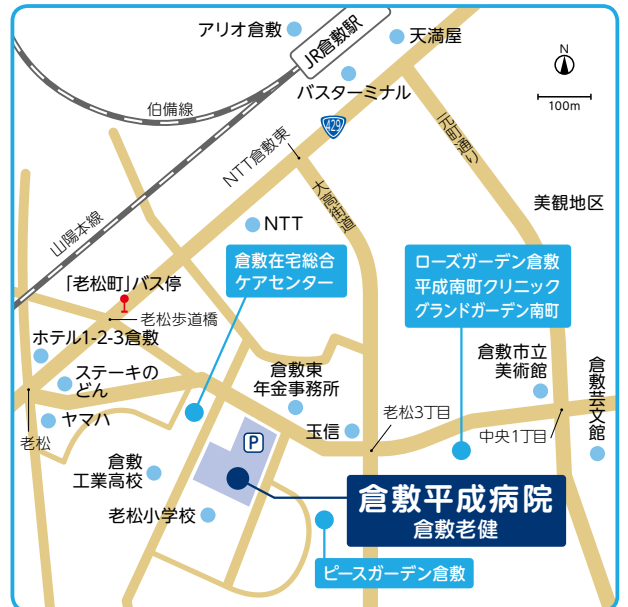 アリオ倉敷
JR倉敷駅
天満屋
N
100m
バスターミナル
伯備線
429
NTT倉敷東
元町通り
大高街道
美観地区
山陽本線
NTT
倉敷在宅総合
ケアセンター
ローズガーデン倉敷
平成南町クリニック
グランドガーデン南町
「老松町」バス停
老松歩道橋
ホテル1-2-3倉敷
倉敷市立
美術館
倉敷芸文館
倉敷東
年金事務所
ステーキの
どん
老松3丁目
ヤマハ
玉信
中央1丁目
老松
P
倉敷
工業高校
倉敷平成病院
倉敷老健
老松小学校
ピースガーデン倉敷